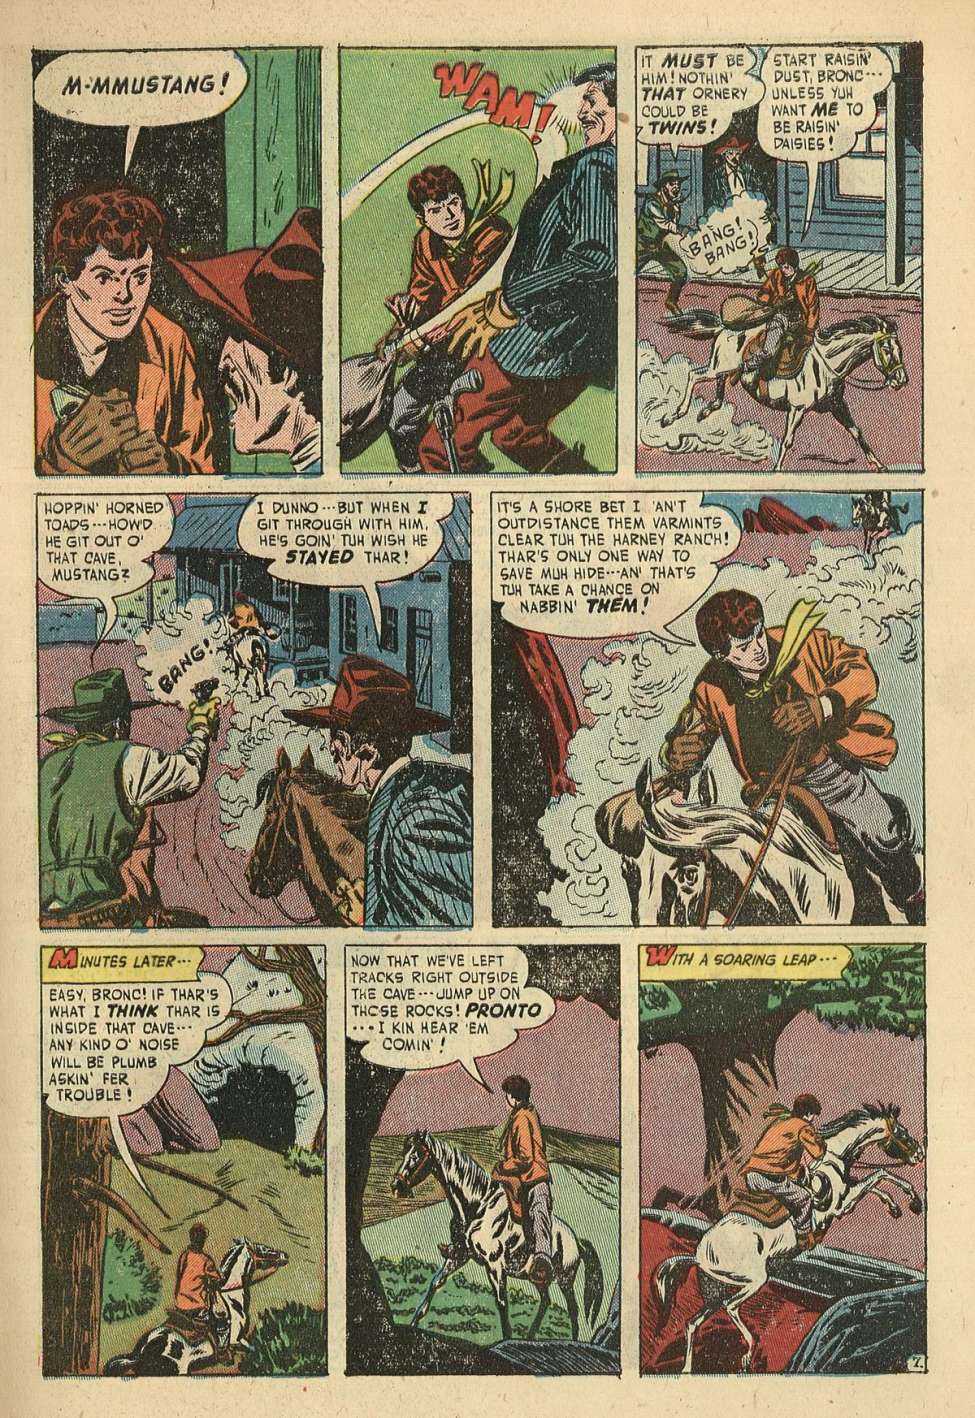 M-MMUSTANG!
WAM!
IT MUST BE
HIM! NOTHIN'
THAT ORNERY
COULD BE
TWINS!
START RAISIN'
DUST, BRONC---
UNLESS YUH
WANT ME TO
BE RAISIN'
DAISIES!
BANG!
BANG!
HOPPIN' HORNED
TOADS---HOW'D
HE GIT OUT O'
THAT CAVE,
MUSTANG?
I DUNNO---BUT WHEN I
GIT THROUGH WITH HIM,
HE'S GOIN' TUH WISH HE
STAYED THAR!
BANG!
IT'S A SHORE BET I 'AN'T
OUTDISTANCE THEM VARMINTS
CLEAR TUH THE HARNEY RANCH!
THAR'S ONLY ONE WAY TO
SAVE MUH HIDE---AN' THAT'S
TUH TAKE A CHANCE ON
NABBIN' THEM!
MINUTES LATER---
EASY, BRONC! IF THAR'S
WHAT I THINK THAR IS
INSIDE THAT CAVE---
ANY KIND O' NOISE
WILL BE PLUMB
ASKIN' FER
TROUBLE!
NOW THAT WE'VE LEFT
TRACKS RIGHT OUTSIDE
THE CAVE---JUMP UP ON
THOSE ROCKS! PRONTO
---I KIN HEAR 'EM
COMIN'!
WITH A SOARING LEAP---
7.